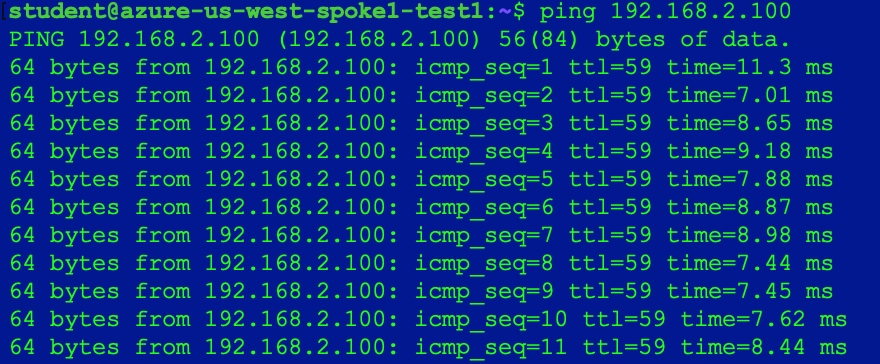 [student@azure-us-west-spoke1-test1:~$ ping 192.168.2.100
PING 192.168.2.100 (192.168.2.100) 56(84) bytes of data.
64 bytes from 192.168.2.100: icmp_seq=1 ttl=59 time=11.3 ms
64 bytes from 192.168.2.100: icmp_seq=2 ttl=59 time=7.01 ms
64 bytes from 192.168.2.100: icmp_seq=3 ttl=59 time=8.65 ms
64 bytes from 192.168.2.100: icmp_seq=4 ttl=59 time=9.18 ms
64 bytes from 192.168.2.100: icmp_seq=5 ttl=59 time=7.88 ms
64 bytes from 192.168.2.100: icmp_seq=6 ttl=59 time=8.87 ms
64 bytes from 192.168.2.100: icmp_seq=7 ttl=59 time=8.98 ms
64 bytes from 192.168.2.100: icmp_seq=8 ttl=59 time=7.44 ms
64 bytes from 192.168.2.100: icmp_seq=9 ttl=59 time=7.45 ms
64 bytes from 192.168.2.100: icmp_seq=10 ttl=59 time=7.62 ms
64 bytes from 192.168.2.100: icmp_seq=11 ttl=59 time=8.44 ms